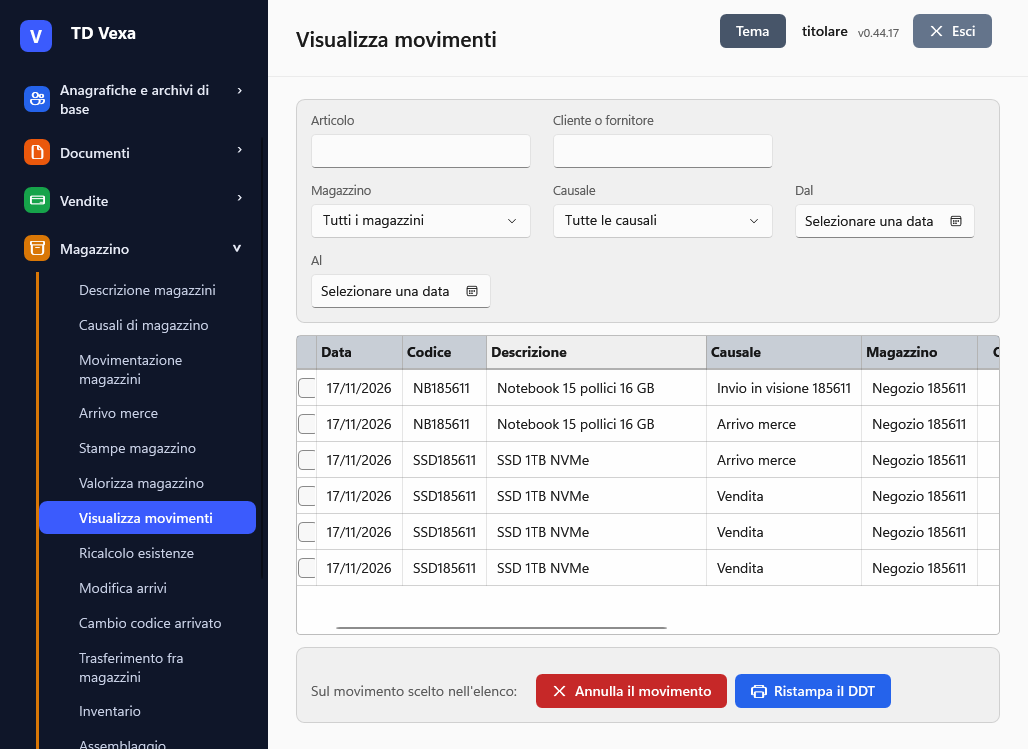 V
TD Vexa
Anagrafiche e archivi di
base
Documenti
Vendite
Magazzino
Descrizione magazzini
Causali di magazzino
Movimentazione
magazzini
Arrivo merce
Stampe magazzino
Valorizza magazzino
Visualizza movimenti
Ricalcolo esistenze
Modifica arrivi
Cambio codice arrivato
Trasferimento fra
magazzini
Inventario
Assemblaggio
Visualizza movimenti
Tema titolare v0.44.17 Esci
Articolo Cliente o fornitore
Magazzino Causale Dal
Tutti i magazzini Tutte le causali Selezionare una data
Al
Selezionare una data
Data Codice Descrizione Causale Magazzino
17/11/2026 NB185611 Notebook 15 pollici 16 GB Invio in visione 185611 Negozio 185611
17/11/2026 NB185611 Notebook 15 pollici 16 GB Arrivo merce Negozio 185611
17/11/2026 SSD185611 SSD 1TB NVMe Arrivo merce Negozio 185611
17/11/2026 SSD185611 SSD 1TB NVMe Vendita Negozio 185611
17/11/2026 SSD185611 SSD 1TB NVMe Vendita Negozio 185611
17/11/2026 SSD185611 SSD 1TB NVMe Vendita Negozio 185611
Sul movimento scelto nell'elenco: Annulla il movimento Ristampa il DDT